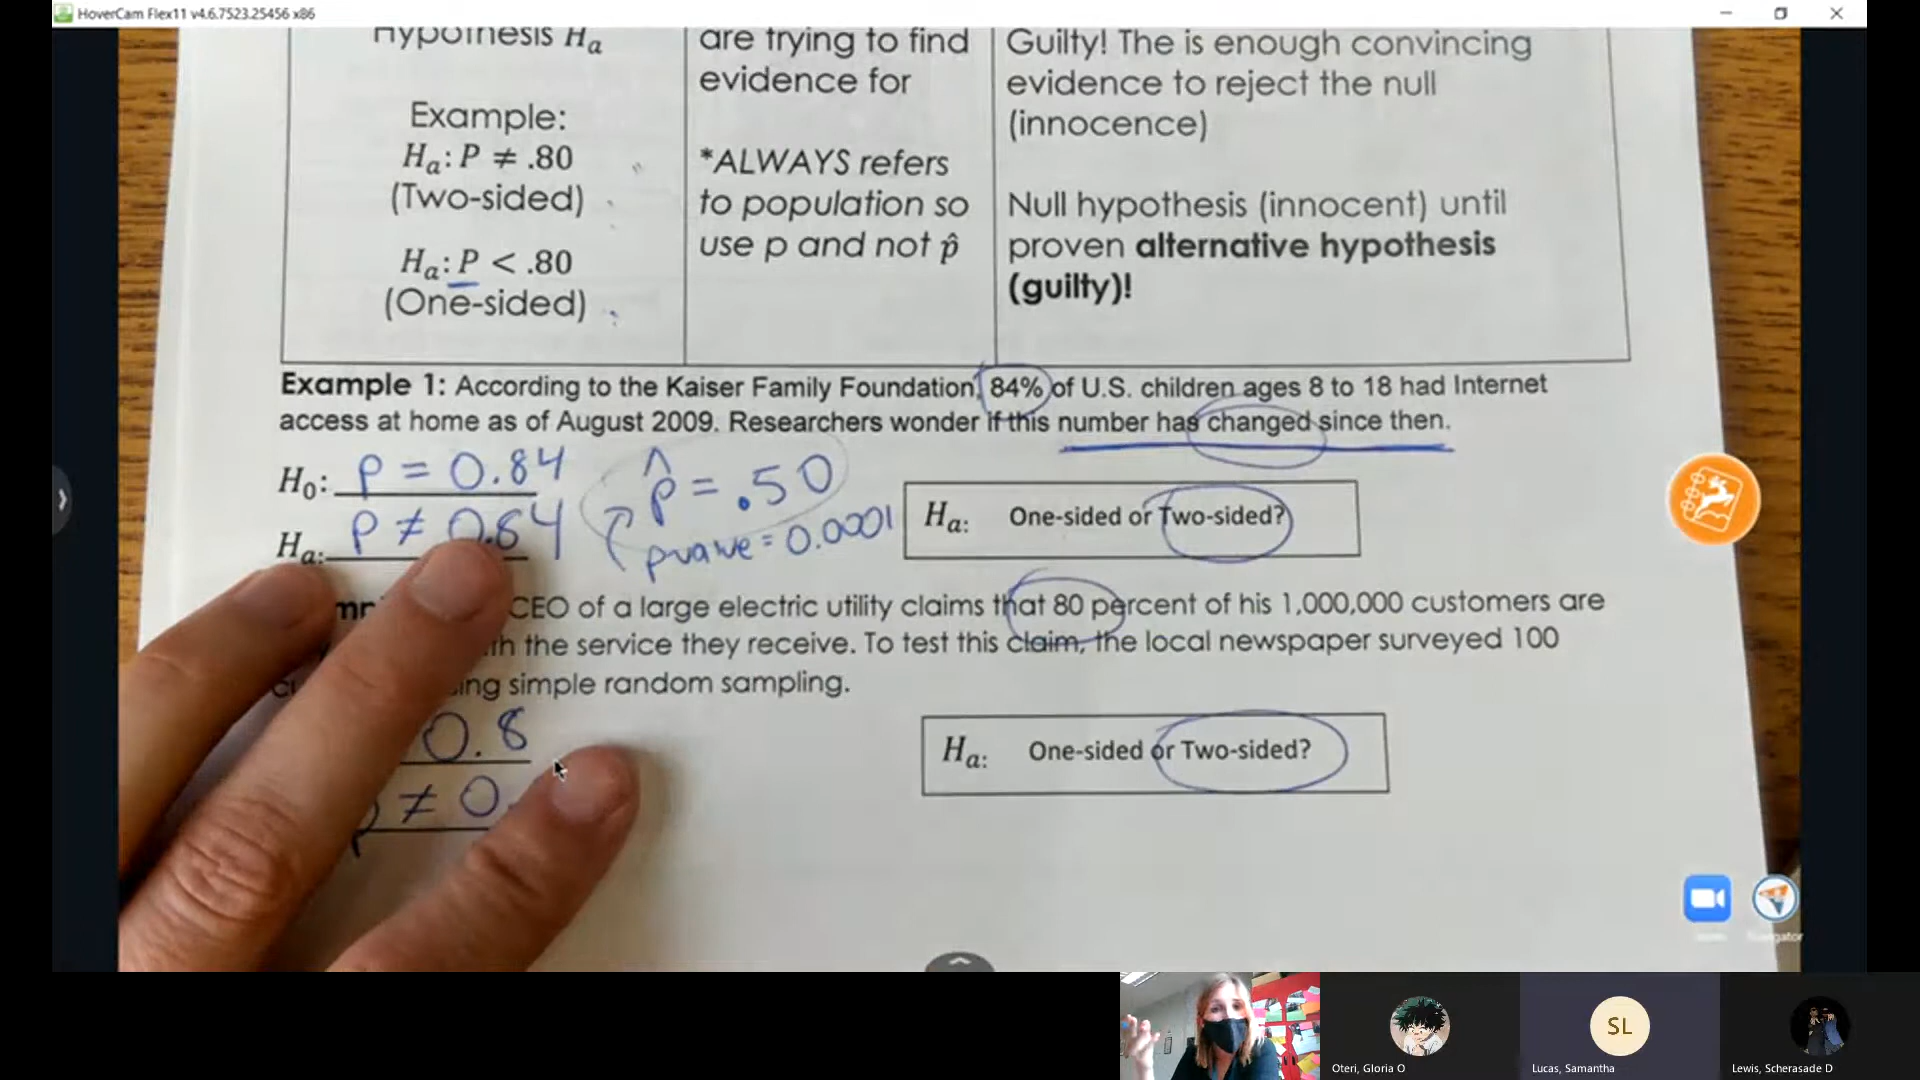 HoverCam Flex11 v4.6.7523.25456 x86
Hypothesis Hₐ
Example:
Hₐ: P ≠ .80
(Two-sided)
Hₐ: P < .80
(One-sided)
are trying to find
evidence for
*ALWAYS refers
to population so
use p and not p̂
Guilty! The is enough convincing
evidence to reject the null
(innocence)
Null hypothesis (innocent) until
proven alternative hypothesis
(guilty)!
Example 1: According to the Kaiser Family Foundation, 84% of U.S. children ages 8 to 18 had Internet
access at home as of August 2009. Researchers wonder if this number has changed since then.
H₀: p = 0.84
Hₐ: p ≠ 0.84
p̂ = .50
pvalue = 0.0001
Hₐ: One-sided or Two-sided?
CEO of a large electric utility claims that 80 percent of his 1,000,000 customers are
the service they receive. To test this claim, the local newspaper surveyed 100
simple random sampling.
0.8
p ≠ 0.
Hₐ: One-sided or Two-sided?
SL
Oteri, Gloria O
Lucas, Samantha
Lewis, Scherasade D